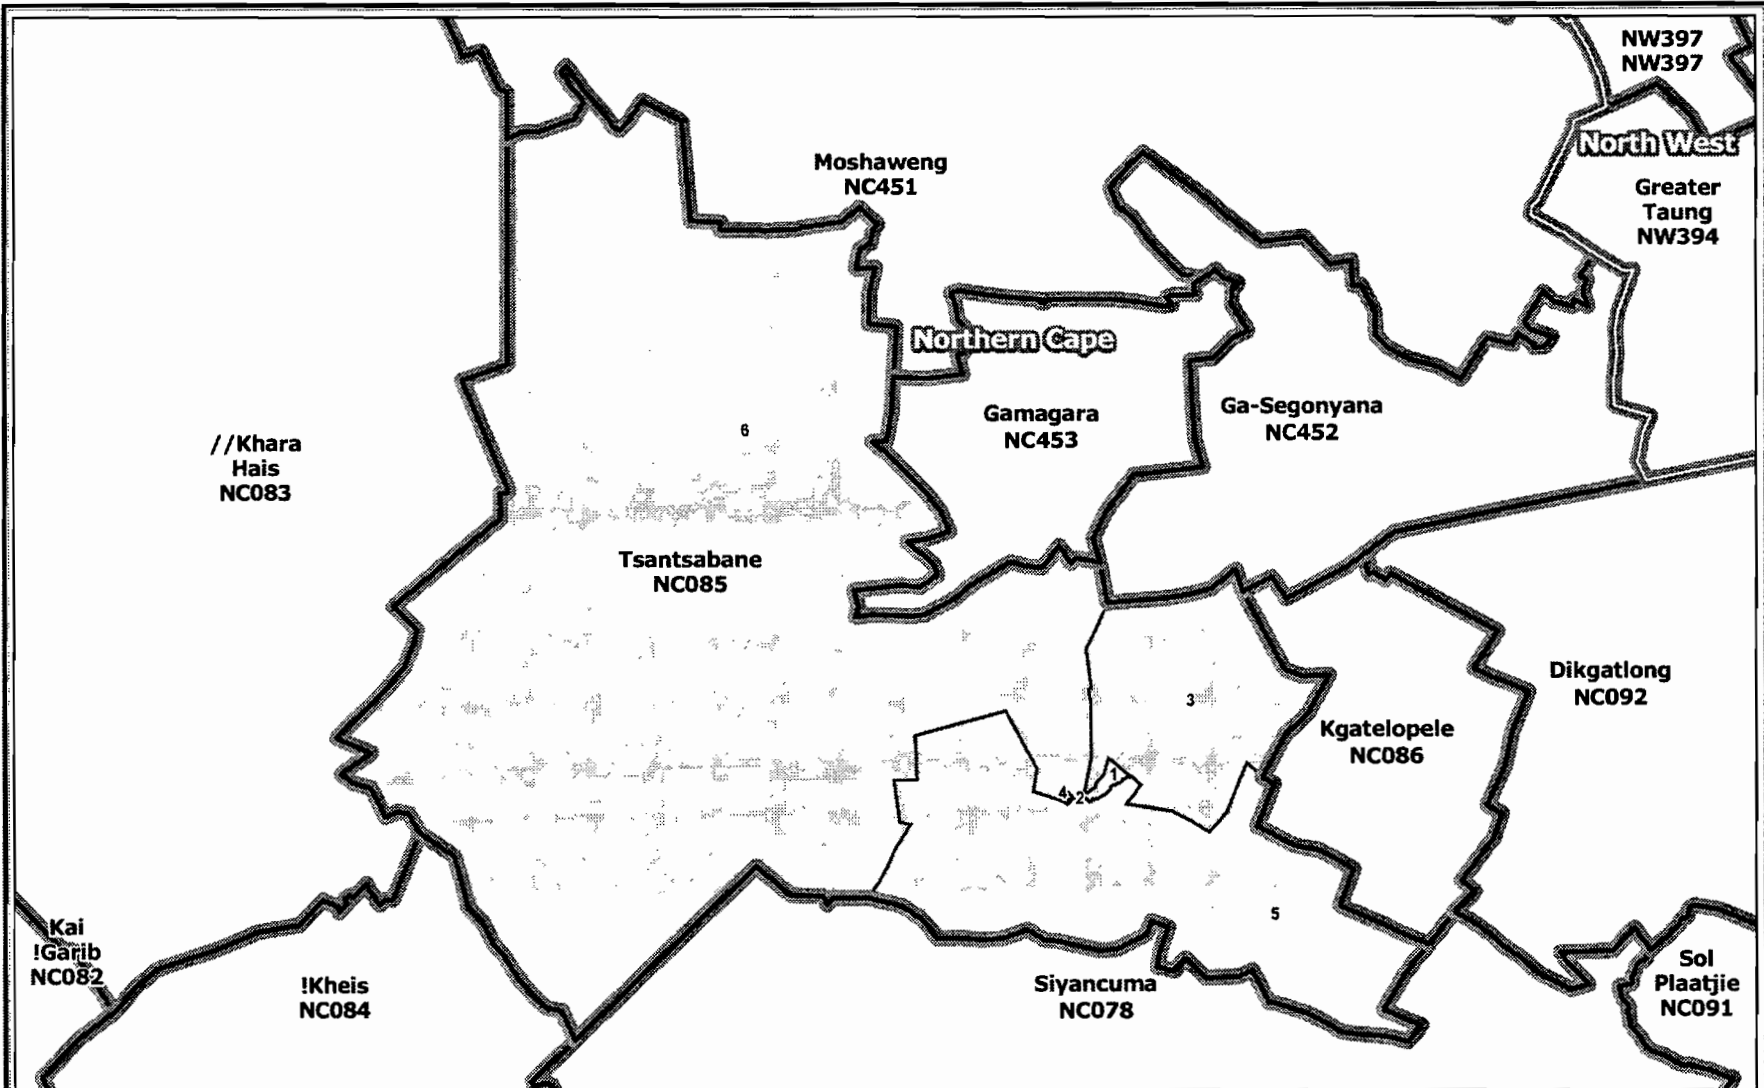 NW397
NW397
North West
Moshaweng
NC451
Greater
Taung
NW394
Northern Cape
Gamagara
NC453
Ga-Segonyana
NC452
6
//Khara
Hais
NC083
Tsantsabane
NC085
Dikgatlong
NC092
3
Kgatelopele
NC086
1
4
2
5
Kai
!Garib
NC082
!Kheis
NC084
Siyancuma
NC078
Sol
Plaatjie
NC091